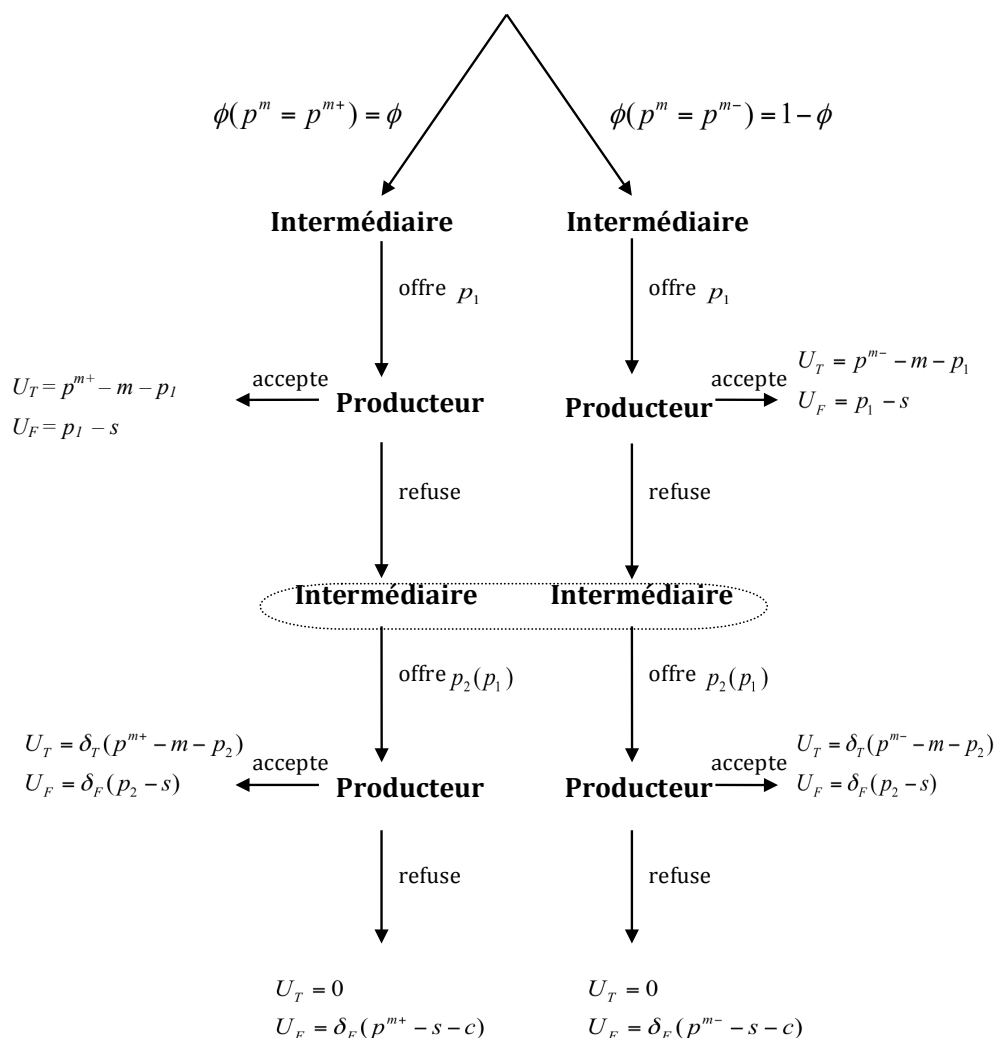 ϕ(p^m = p^{m+}) = ϕ ϕ(p^m = p^{m−}) = 1 − ϕ
Intermédiaire Intermédiaire
offre p_1 offre p_1
U_T = p^{m+} − m − p_1 accepte Producteur Producteur accepte U_T = p^{m−} − m − p_1
U_F = p_1 − s U_F = p_1 − s
refuse refuse
Intermédiaire Intermédiaire
offre p_2(p_1) offre p_2(p_1)
U_T = δ_T(p^{m+} − m − p_2) accepte Producteur Producteur accepte U_T = δ_T(p^{m−} − m − p_2)
U_F = δ_F(p_2 − s) U_F = δ_F(p_2 − s)
refuse refuse
U_T = 0 U_T = 0
U_F = δ_F(p^{m+} − s − c) U_F = δ_F(p^{m−} − s − c)